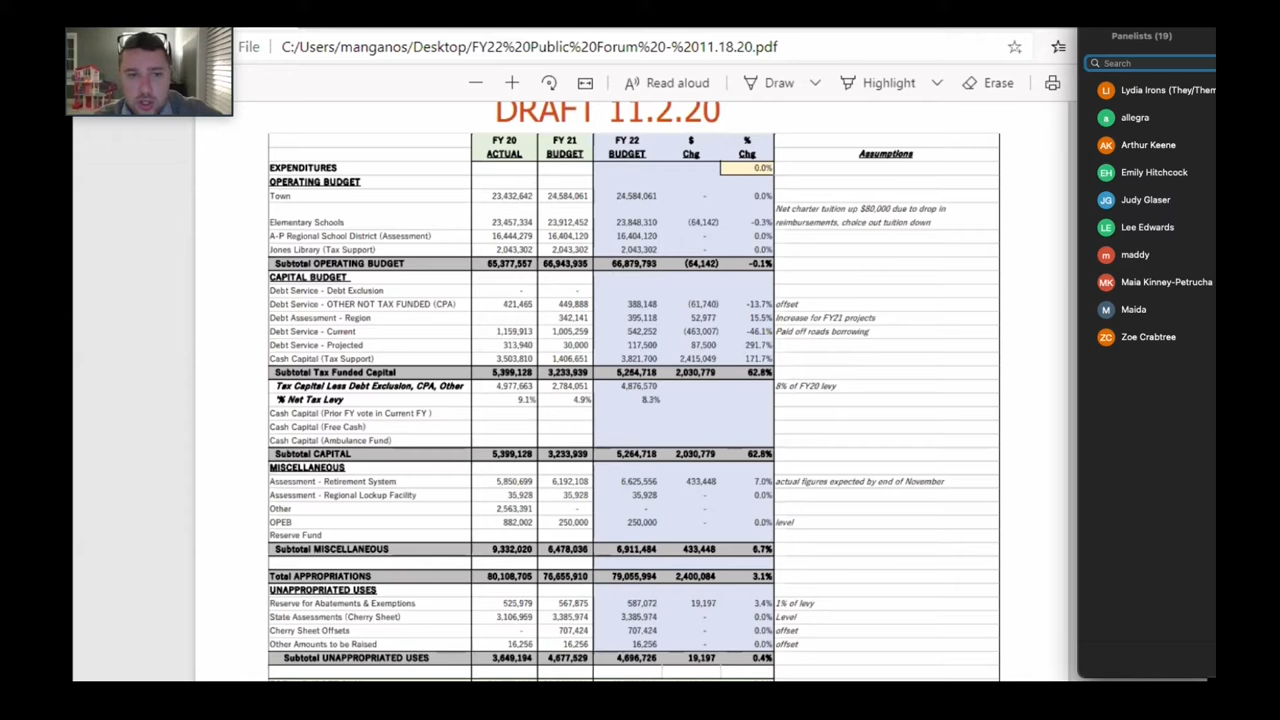 File C:/Users/manganos/Desktop/FY22%20Public%20Forum%20-%2011.18.20.pdf
Read aloud Draw Highlight Erase
DRAFT 11.2.20
FY 20 FY 21 FY 22 $ %
ACTUAL BUDGET BUDGET Chg Chg Assumptions
EXPENDITURES 0.0%
OPERATING BUDGET
Town 23,432,642 24,584,061 24,584,061 - 0.0%
Net charter tuition up $80,000 due to drop in
Elementary Schools 23,457,334 23,912,452 23,848,310 (64,142) -0.3% reimbursements, choice out tuition down
A-P Regional School District (Assessment) 16,444,279 16,404,120 16,404,120 - 0.0%
Jones Library (Tax Support) 2,043,302 2,043,302 2,043,302 - 0.0%
Subtotal OPERATING BUDGET 65,377,557 66,943,935 66,879,793 (64,142) -0.1%
CAPITAL BUDGET
Debt Service - Debt Exclusion - -
Debt Service - OTHER NOT TAX FUNDED (CPA) 421,465 449,888 388,148 (61,740) -13.7% offset
Debt Assessment - Region 342,141 395,118 52,977 15.5% Increase for FY21 projects
Debt Service - Current 1,159,913 1,005,259 542,252 (463,007) -46.1% Paid off roads borrowing
Debt Service - Projected 313,940 30,000 117,500 87,500 291.7%
Cash Capital (Tax Support) 3,503,810 1,406,651 3,821,700 2,415,049 171.7%
Subtotal Tax Funded Capital 5,399,128 3,233,939 5,264,718 2,030,779 62.8%
Tax Capital Less Debt Exclusion, CPA, Other 4,977,663 2,784,051 4,876,570 8% of FY20 levy
% Net Tax Levy 9.1% 4.9% 8.3%
Cash Capital (Prior FY vote in Current FY )
Cash Capital (Free Cash)
Cash Capital (Ambulance Fund)
Subtotal CAPITAL 5,399,128 3,233,939 5,264,718 2,030,779 62.8%
MISCELLANEOUS
Assessment - Retirement System 5,850,699 6,192,108 6,625,556 433,448 7.0% actual figures expected by end of November
Assessment - Regional Lockup Facility 35,928 35,928 35,928 - 0.0%
Other 2,563,391 - - -
OPEB 882,002 250,000 250,000 - 0.0% level
Reserve Fund
Subtotal MISCELLANEOUS 9,332,020 6,478,036 6,911,484 433,448 6.7%
Total APPROPRIATIONS 80,108,705 76,655,910 79,055,994 2,400,084 3.1%
UNAPPROPRIATED USES
Reserve for Abatements & Exemptions 525,979 567,875 587,072 19,197 3.4% 1% of levy
State Assessments (Cherry Sheet) 3,106,959 3,385,974 3,385,974 - 0.0% Level
Cherry Sheet Offsets - 707,424 707,424 - 0.0% offset
Other Amounts to be Raised 16,256 16,256 16,256 - 0.0% offset
Subtotal UNAPPROPRIATED USES 3,649,194 4,677,529 4,696,726 19,197 0.4%
Panelists (19)
Search
LI Lydia Irons (They/Them
a allegra
AK Arthur Keene
EH Emily Hitchcock
JG Judy Glaser
LE Lee Edwards
m maddy
MK Maia Kinney-Petrucha
M Maida
ZC Zoe Crabtree